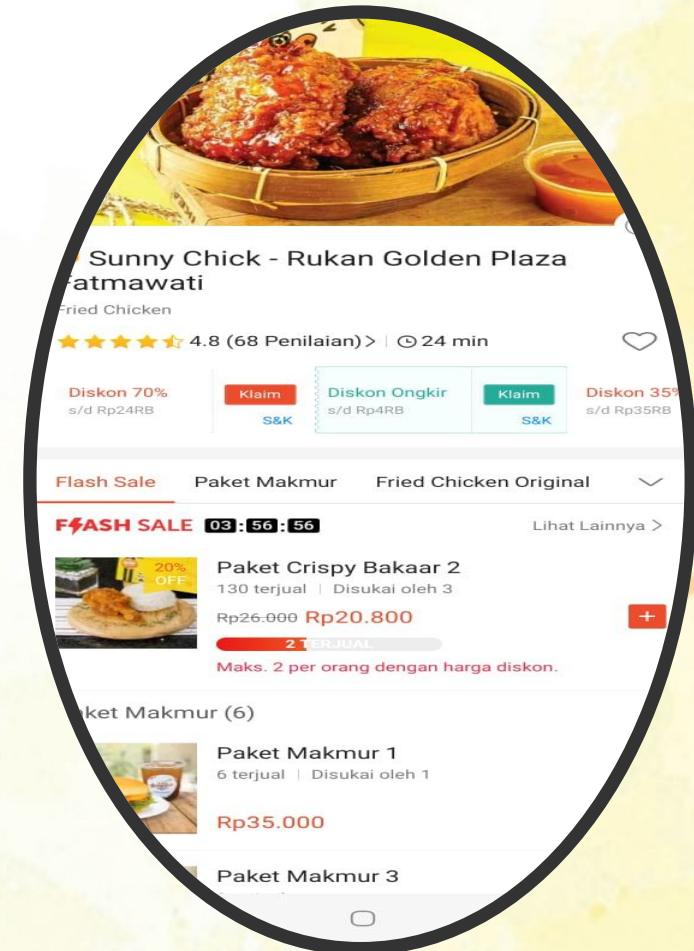 Sunny Chick - Rukan Golden Plaza
Fatmawati
Fried Chicken
4.8 (68 Penilaian) > 24 min
Diskon 70% Klaim Diskon Ongkir Klaim Diskon 35%
s/d Rp24RB S&K s/d Rp4RB S&K s/d Rp35RB
Flash Sale Paket Makmur Fried Chicken Original
FLASH SALE 03:56:56 Lihat Lainnya >
20%
OFF
Paket Crispy Bakaar 2
130 terjual | Disukai oleh 3
Rp26.000 Rp20.800 +
2 TERJUAL
Maks. 2 per orang dengan harga diskon.
Paket Makmur (6)
Paket Makmur 1
6 terjual | Disukai oleh 1
Rp35.000
Paket Makmur 3